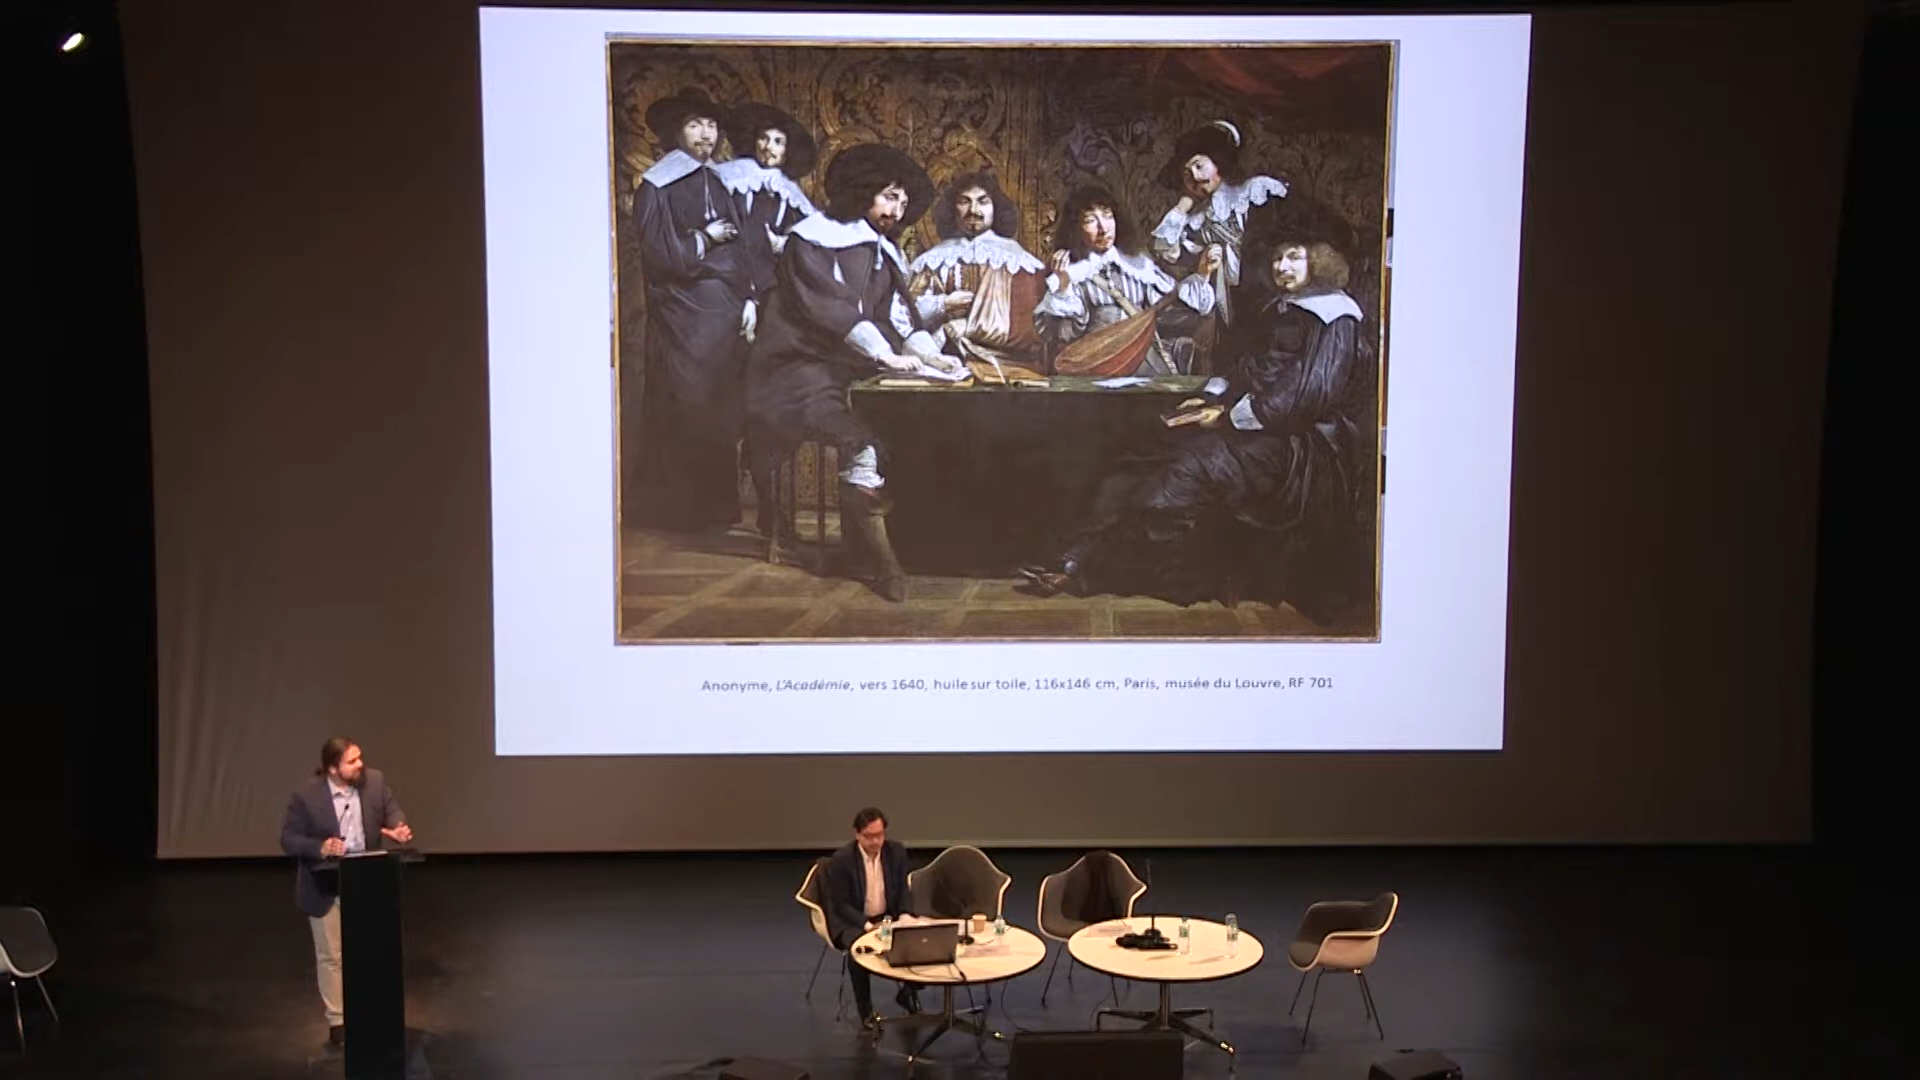 Anonyme, L'Académie, vers 1640, huile sur toile, 116x146 cm, Paris, musée du Louvre, RF 701